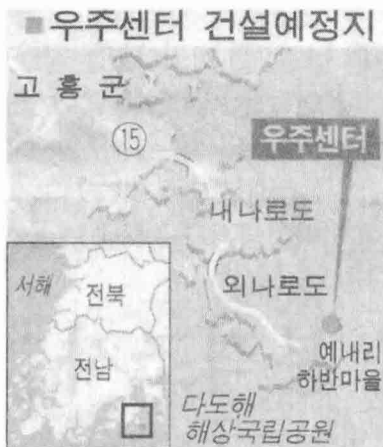 ■ 우주센터 건설예정지
고흥군
⑮
우주센터
내나로도
외나로도
예내리
하반마을
다도해
해상국립공원
서해
전북
전남